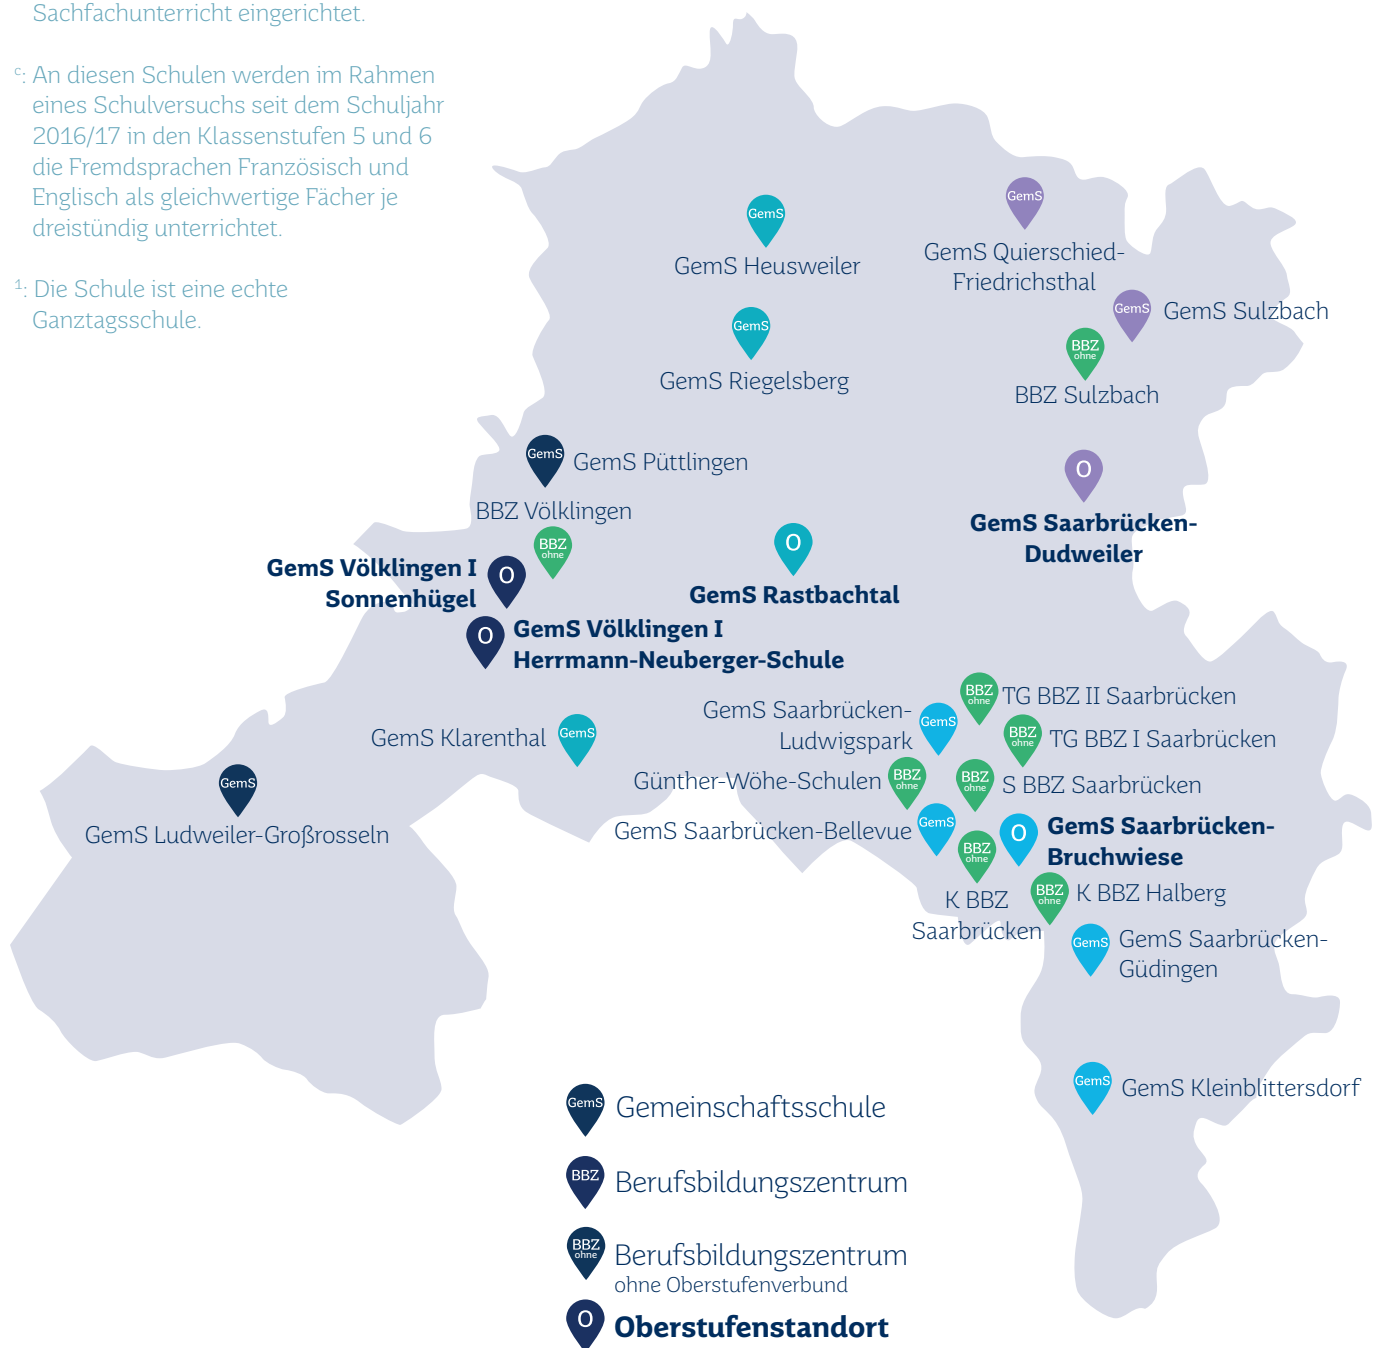 Sachfachunterricht eingerichtet.
c: An diesen Schulen werden im Rahmen
eines Schulversuchs seit dem Schuljahr
2016/17 in den Klassenstufen 5 und 6
die Fremdsprachen Französisch und
Englisch als gleichwertige Fächer je
dreistündig unterrichtet.
1: Die Schule ist eine echte
Ganztagsschule.
GemS
GemS Heusweiler
GemS
GemS Quierschied-
Friedrichsthal
GemS
GemS Sulzbach
GemS
GemS Riegelsberg
BBZ
ohne
BBZ Sulzbach
GemS
GemS Püttlingen
O
GemS Saarbrücken-
Dudweiler
BBZ Völklingen
BBZ
ohne
GemS Völklingen I
Sonnenhügel
O
O
GemS Rastbachtal
O
GemS Völklingen I
Herrmann-Neuberger-Schule
GemS Klarenthal
GemS
GemS
GemS Ludweiler-Großrosseln
GemS Saarbrücken-
Ludwigspark
GemS
BBZ
ohne
TG BBZ II Saarbrücken
BBZ
ohne
TG BBZ I Saarbrücken
Günther-Wöhe-Schulen
BBZ
ohne
BBZ
ohne
S BBZ Saarbrücken
GemS Saarbrücken-Bellevue
GemS
O
GemS Saarbrücken-
Bruchwiese
BBZ
ohne
K BBZ
Saarbrücken
BBZ
ohne
K BBZ Halberg
GemS
GemS Saarbrücken-
Güdingen
GemS
GemS Kleinblittersdorf
GemS
Gemeinschaftsschule
BBZ
Berufsbildungszentrum
BBZ
ohne
Berufsbildungszentrum
ohne Oberstufenverbund
O
Oberstufenstandort